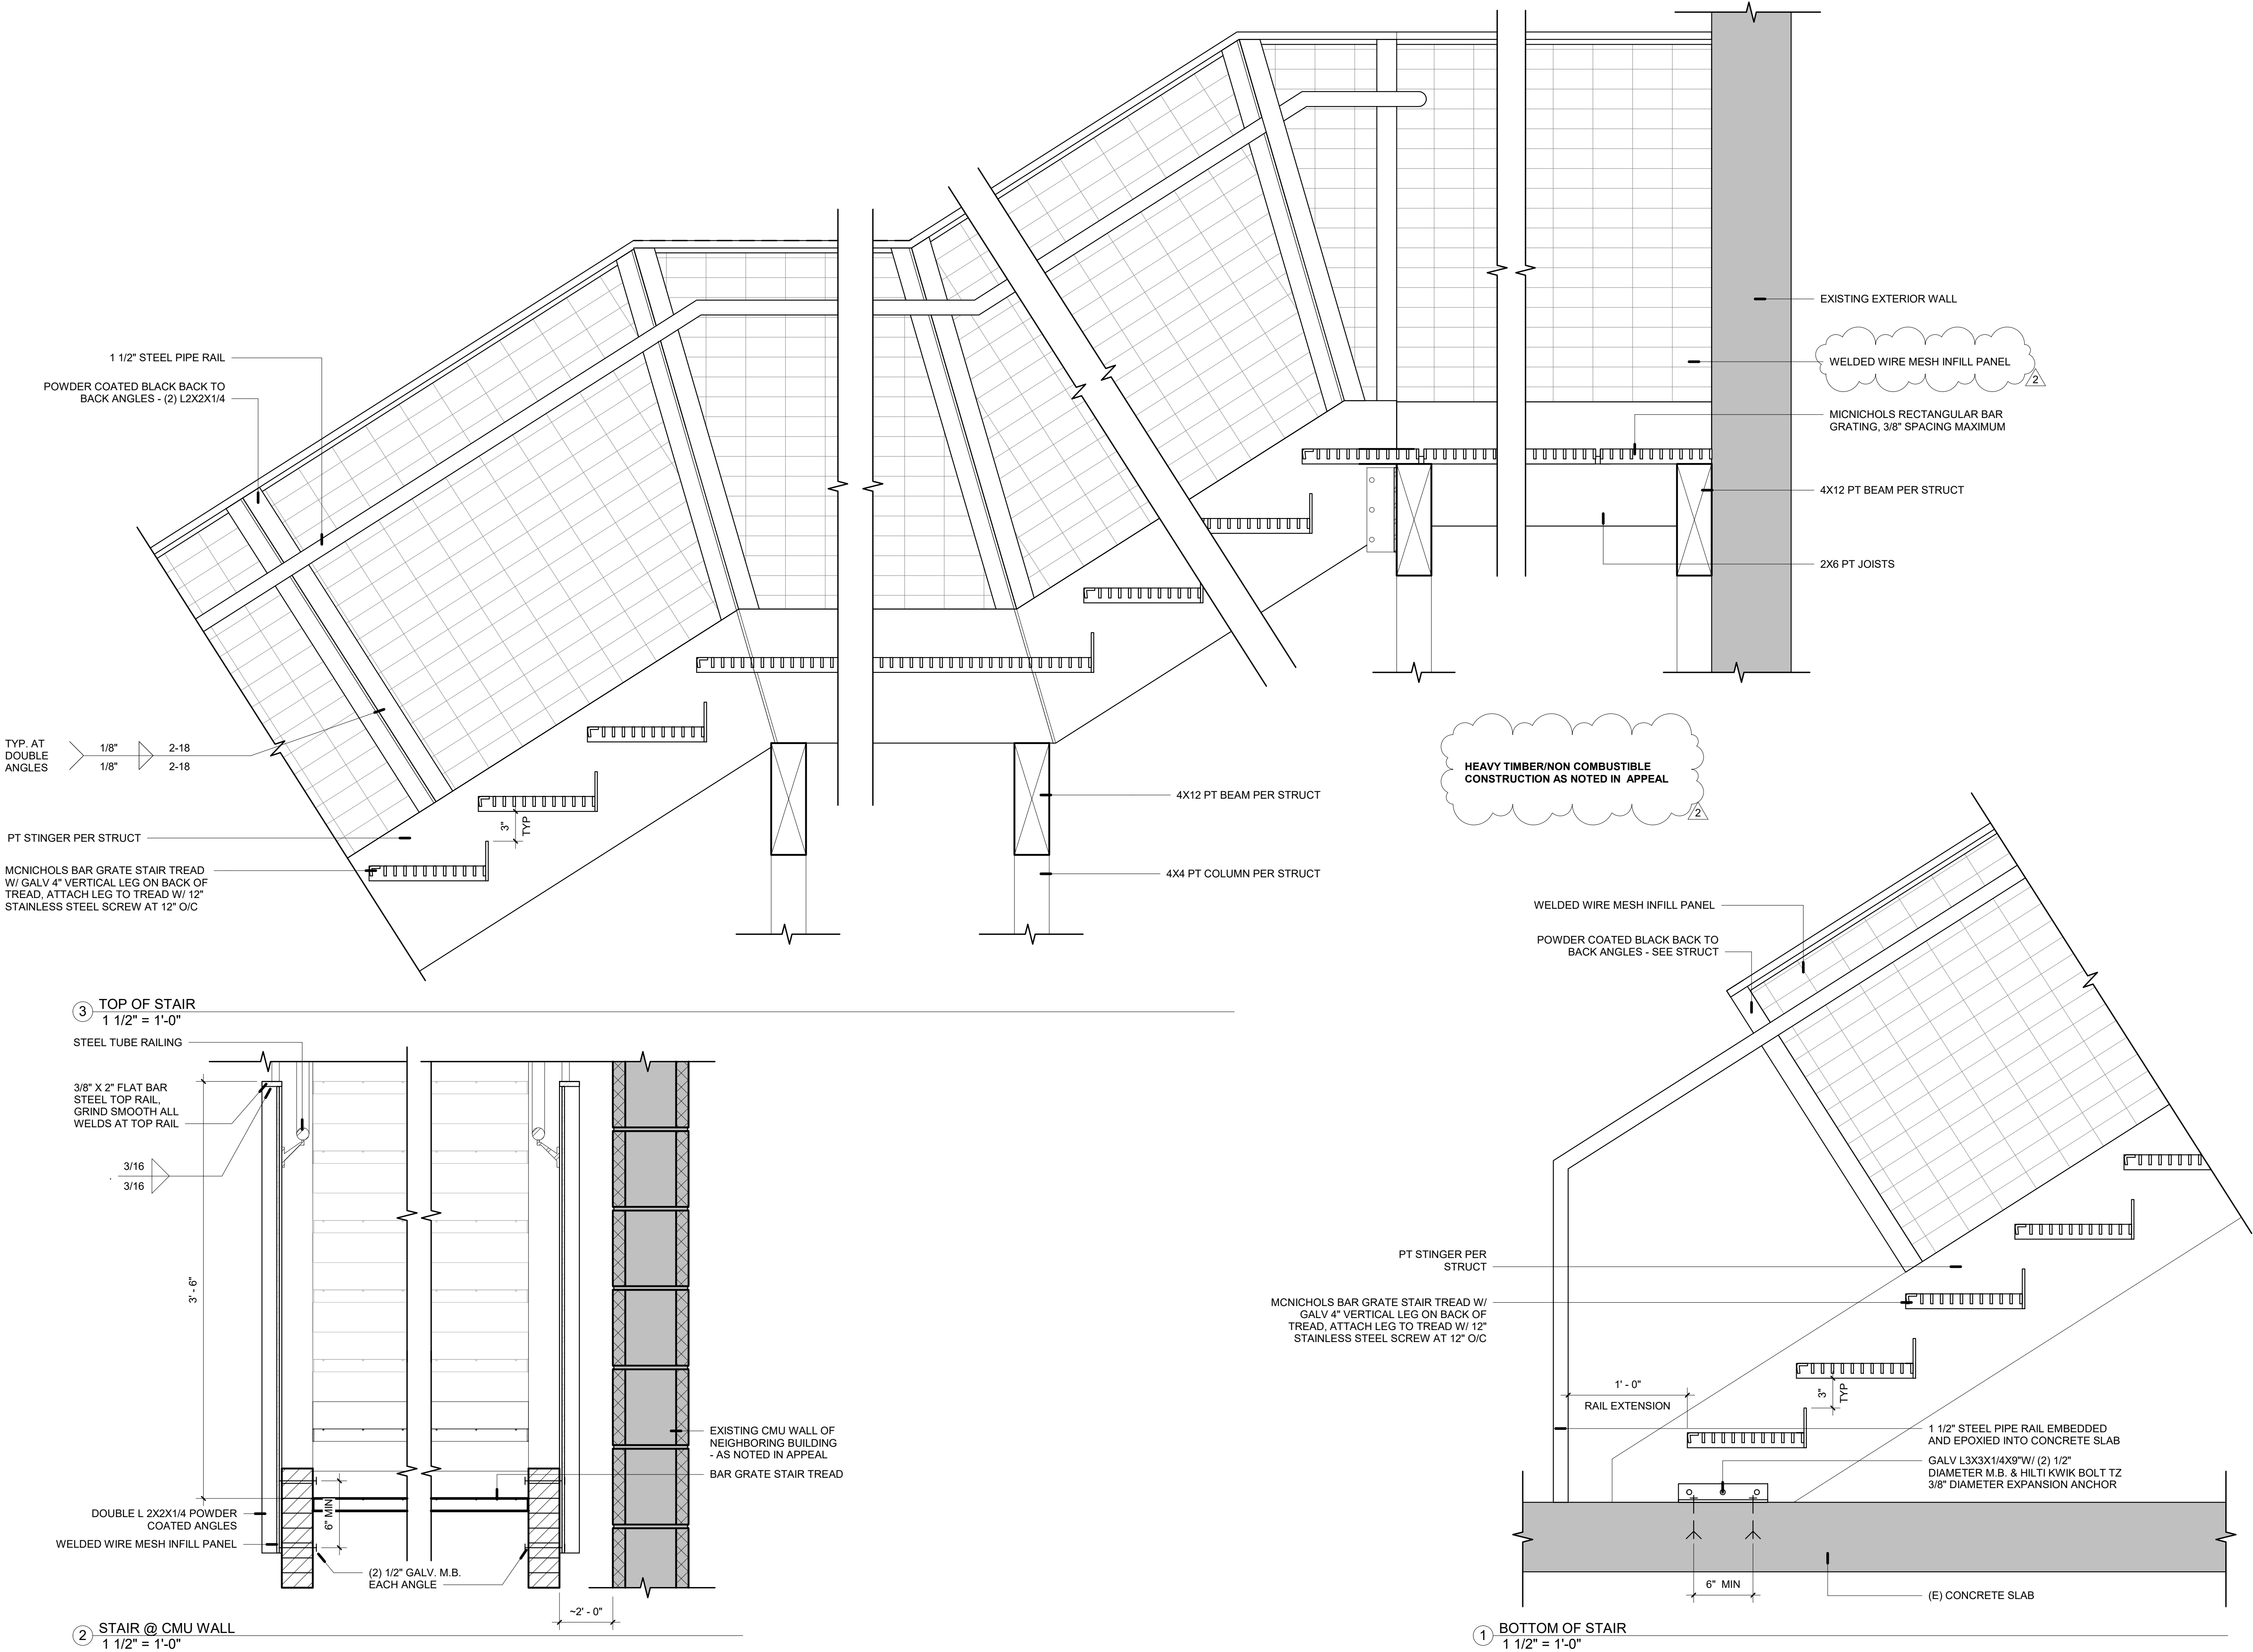 EXISTING EXTERIOR WALL
WELDED WIRE MESH INFILL PANEL
2
MICNICHOLS RECTANGULAR BAR
GRATING, 3/8" SPACING MAXIMUM
4X12 PT BEAM PER STRUCT
2X6 PT JOISTS
1 1/2" STEEL PIPE RAIL
POWDER COATED BLACK BACK TO
BACK ANGLES - (2) L2X2X1/4
TYP. AT
DOUBLE
ANGLES
1/8"
1/8"
2-18
2-18
PT STINGER PER STRUCT
MCNICHOLS BAR GRATE STAIR TREAD
W/ GALV 4" VERTICAL LEG ON BACK OF
TREAD, ATTACH LEG TO TREAD W/ 12"
STAINLESS STEEL SCREW AT 12" O/C
3"
TYP
4X12 PT BEAM PER STRUCT
4X4 PT COLUMN PER STRUCT
HEAVY TIMBER/NON COMBUSTIBLE
CONSTRUCTION AS NOTED IN APPEAL
2
3 TOP OF STAIR
1 1/2" = 1'-0"
STEEL TUBE RAILING
3/8" X 2" FLAT BAR
STEEL TOP RAIL,
GRIND SMOOTH ALL
WELDS AT TOP RAIL
3/16
3/16
3' - 6"
6" MIN
DOUBLE L 2X2X1/4 POWDER
COATED ANGLES
WELDED WIRE MESH INFILL PANEL
(2) 1/2" GALV. M.B.
EACH ANGLE
EXISTING CMU WALL OF
NEIGHBORING BUILDING
- AS NOTED IN APPEAL
BAR GRATE STAIR TREAD
~2' - 0"
2 STAIR @ CMU WALL
1 1/2" = 1'-0"
WELDED WIRE MESH INFILL PANEL
POWDER COATED BLACK BACK TO
BACK ANGLES - SEE STRUCT
PT STINGER PER
STRUCT
MCNICHOLS BAR GRATE STAIR TREAD W/
GALV 4" VERTICAL LEG ON BACK OF
TREAD, ATTACH LEG TO TREAD W/ 12"
STAINLESS STEEL SCREW AT 12" O/C
1' - 0"
RAIL EXTENSION
3"
TYP
1 1/2" STEEL PIPE RAIL EMBEDDED
AND EPOXIED INTO CONCRETE SLAB
GALV L3X3X1/4X9"W/ (2) 1/2"
DIAMETER M.B. & HILTI KWIK BOLT TZ
3/8" DIAMETER EXPANSION ANCHOR
6" MIN
(E) CONCRETE SLAB
1 BOTTOM OF STAIR
1 1/2" = 1'-0"